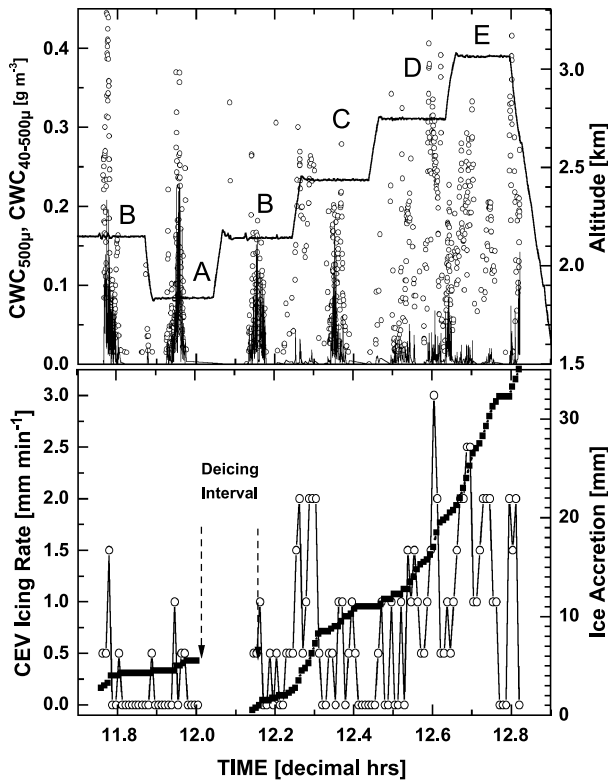 CWC500μ, CWC40-500μ [g m-3]
0.4
0.3
0.2
0.1
0.0
B
A
B
C
D
E
3.0
2.5
2.0
1.5
Altitude [km]
CEV Icing Rate [mm min-1]
3.0
2.5
2.0
1.5
1.0
0.5
0.0
Deicing
Interval
30
20
10
0
Ice Accretion [mm]
11.8 12.0 12.2 12.4 12.6 12.8
TIME [decimal hrs]